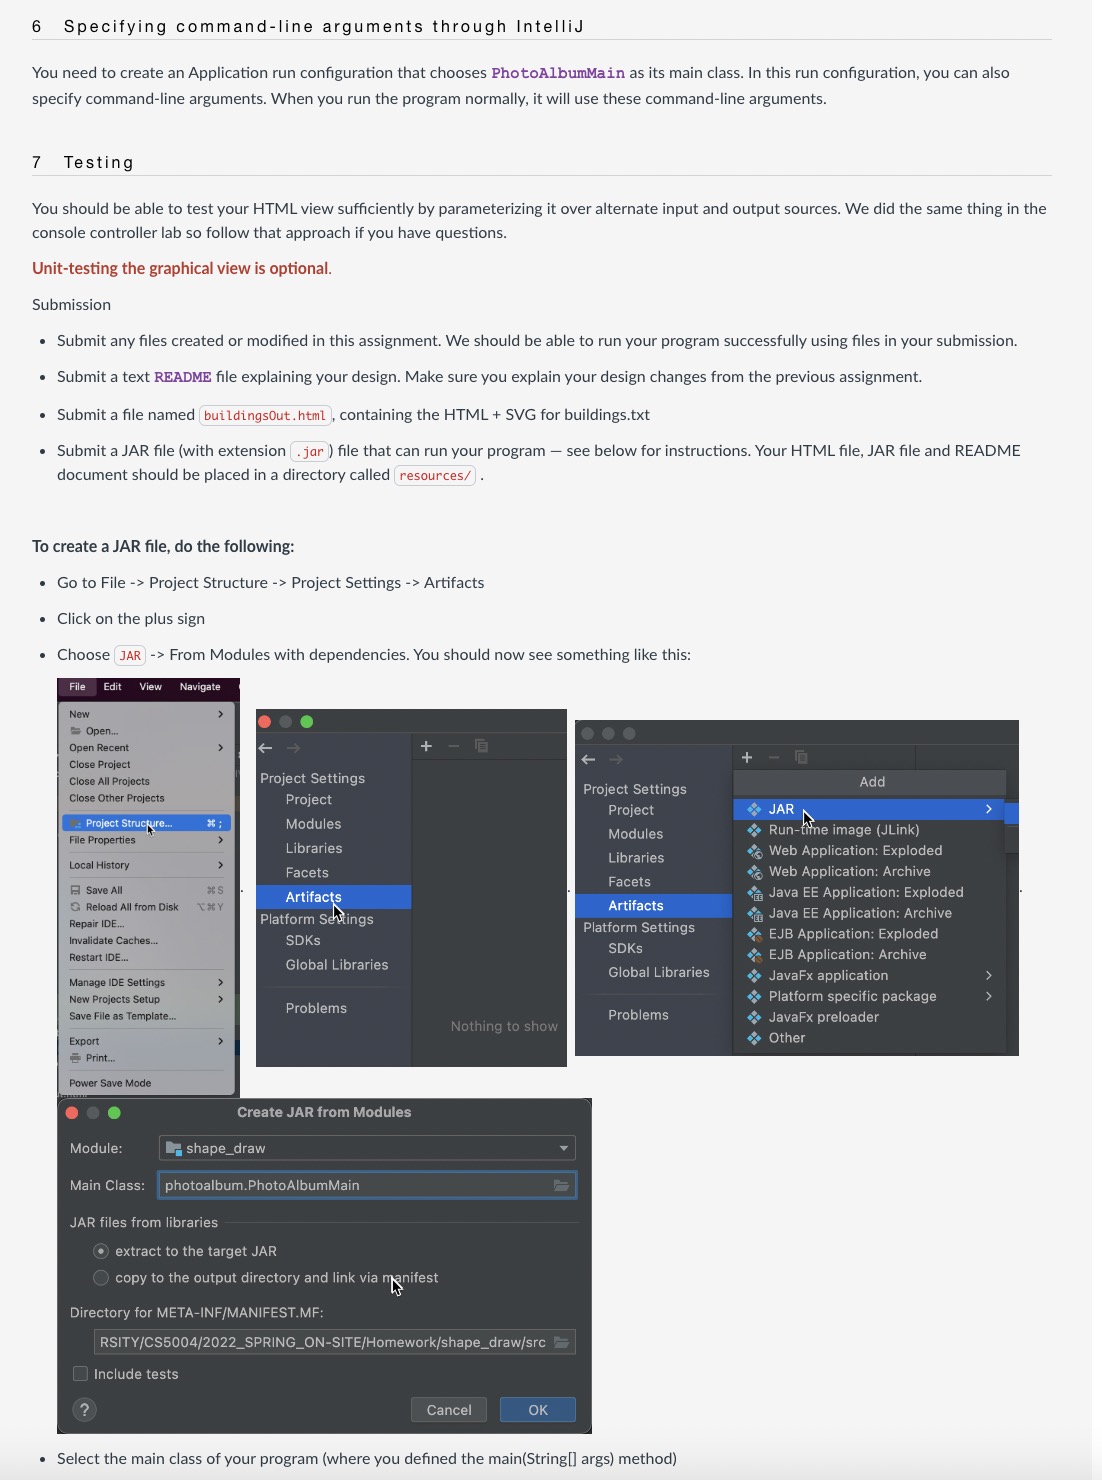 6 Specifying command-line arguments through IntelliJ
You need to create an Application run configuration that chooses PhotoAlbumMain as its main class. In this run configuration, you can also
specify command-line arguments. When you run the program normally, it will use these command-line arguments.
7 Testing
You should be able to test your HTML view sufficiently by parameterizing it over alternate input and output sources. We did the same thing in the
console controller lab so follow that approach if you have questions.
Unit-testing the graphical view is optional.
Submission
• Submit any files created or modified in this assignment. We should be able to run your program successfully using files in your submission.
• Submit a text README file explaining your design. Make sure you explain your design changes from the previous assignment.
• Submit a file named buildingsOut.html, containing the HTML + SVG for buildings.txt
• Submit a JAR file (with extension .jar) file that can run your program — see below for instructions. Your HTML file, JAR file and README
document should be placed in a directory called resources/ .
To create a JAR file, do the following:
• Go to File -> Project Structure -> Project Settings -> Artifacts
• Click on the plus sign
• Choose JAR -> From Modules with dependencies. You should now see something like this:
File Edit View Navigate
New
Open...
Open Recent
Close Project
Close All Projects
Close Other Projects
Project Structure... ⌘ ;
File Properties
Local History
Save All ⌘S
Reload All from Disk ⌥⌘Y
Repair IDE...
Invalidate Caches...
Restart IDE...
Manage IDE Settings
New Projects Setup
Save File as Template...
Export
Print...
Power Save Mode
Project Settings
Project
Modules
Libraries
Facets
Artifacts
Platform Settings
SDKs
Global Libraries
Problems
Nothing to show
Project Settings
Project
Modules
Libraries
Facets
Artifacts
Platform Settings
SDKs
Global Libraries
Problems
Add
JAR
Run-time image (JLink)
Web Application: Exploded
Web Application: Archive
Java EE Application: Exploded
Java EE Application: Archive
EJB Application: Exploded
EJB Application: Archive
JavaFx application
Platform specific package
JavaFx preloader
Other
Create JAR from Modules
Module: shape_draw
Main Class: photoalbum.PhotoAlbumMain
JAR files from libraries
extract to the target JAR
copy to the output directory and link via manifest
Directory for META-INF/MANIFEST.MF:
RSITY/CS5004/2022_SPRING_ON-SITE/Homework/shape_draw/src
Include tests
? Cancel OK
• Select the main class of your program (where you defined the main(String[] args) method)